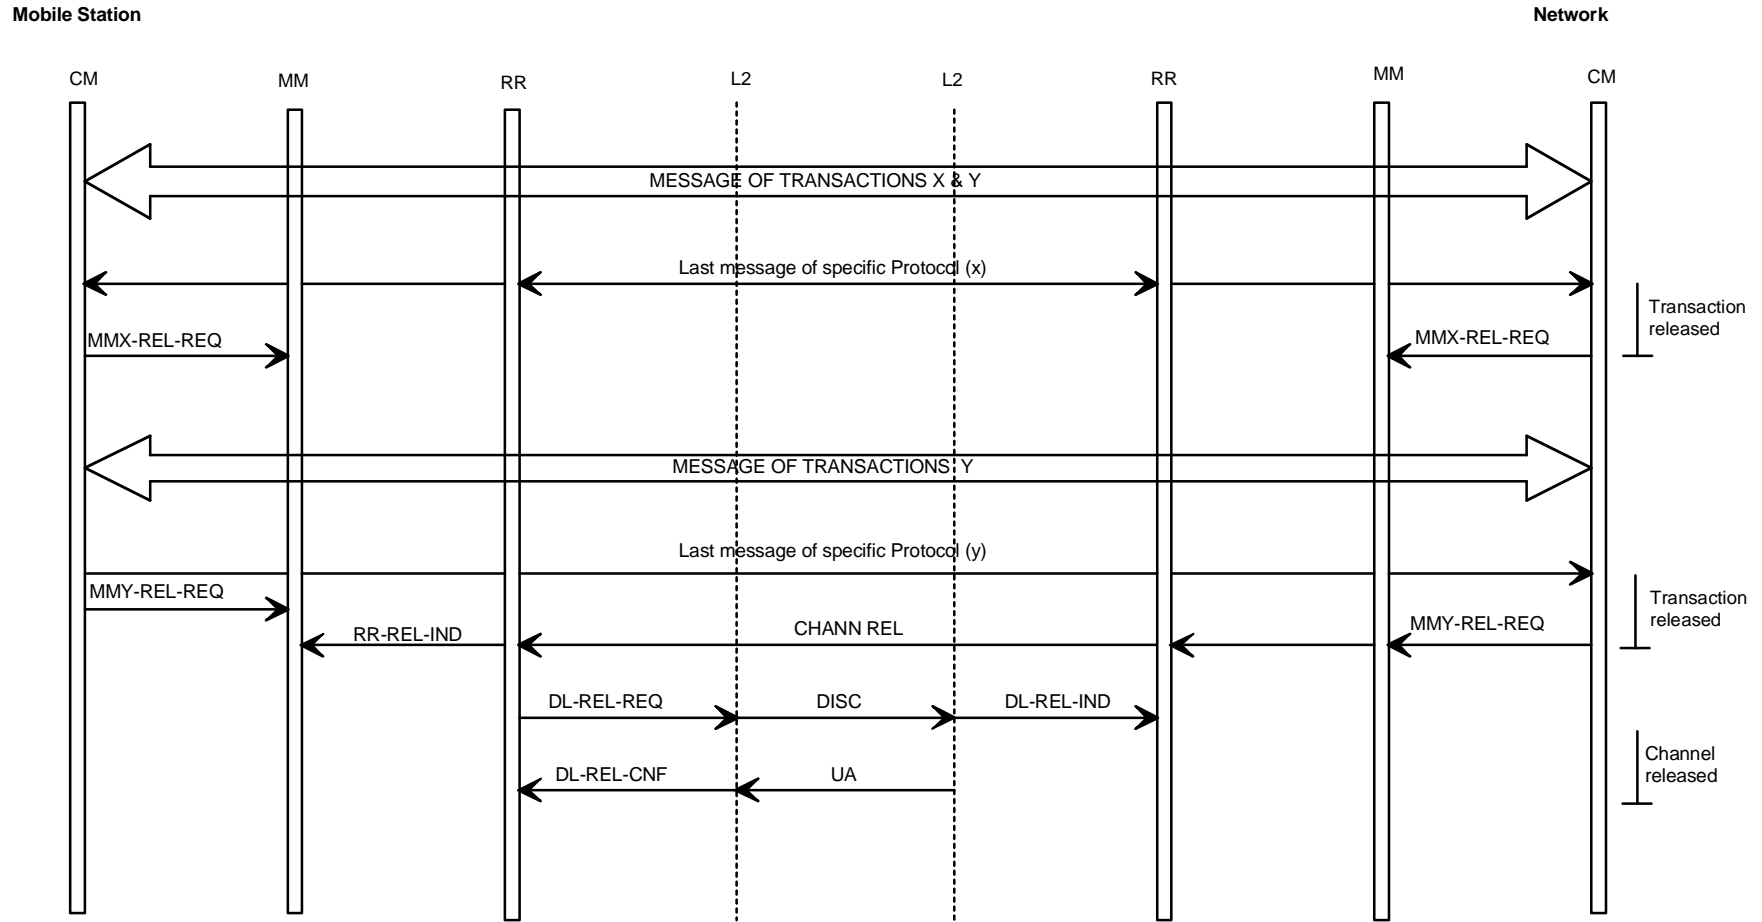 Mobile Station
Network
CM
MM
RR
L2
L2
RR
MM
CM
MESSAGE OF TRANSACTIONS X & Y
Last message of specific Protocol (x)
Transaction
released
MMX-REL-REQ
MMX-REL-REQ
MESSAGE OF TRANSACTIONS Y
Last message of specific Protocol (y)
MMY-REL-REQ
Transaction
released
RR-REL-IND
CHANN REL
MMY-REL-REQ
DL-REL-REQ
DISC
DL-REL-IND
Channel
released
DL-REL-CNF
UA